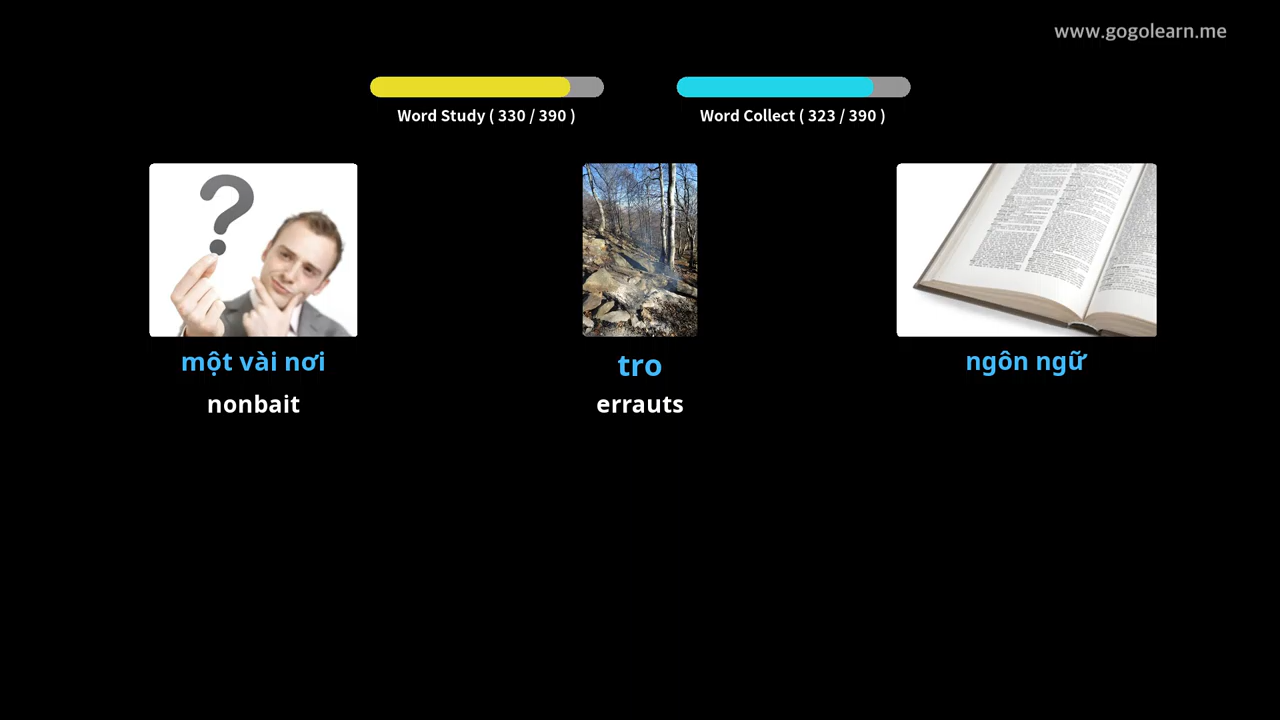 www.gogolearn.me
Word Study ( 330 / 390 )
Word Collect ( 323 / 390 )
?
một vài nơi
tro
ngôn ngữ
nonbait
errauts